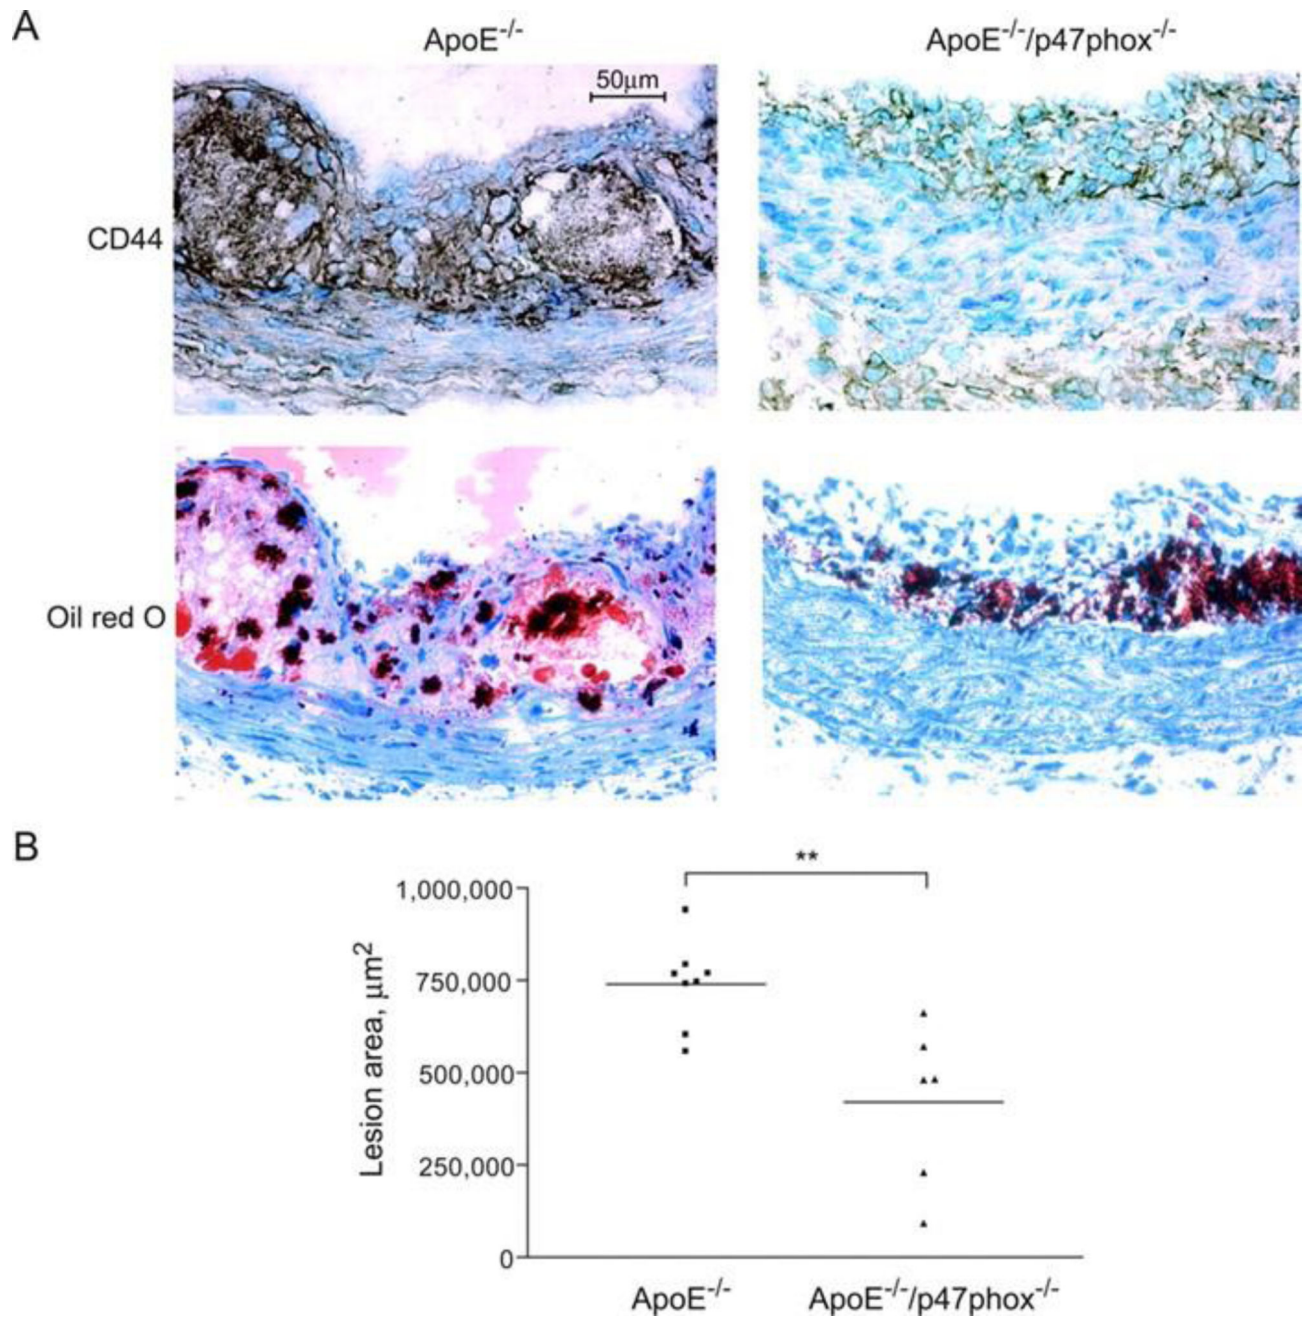 A
ApoE-/-
ApoE-/-/p47phox-/-
50μm
CD44
Oil red O
B
**
1,000,000
750,000
500,000
250,000
0
Lesion area, μm2
ApoE-/-
ApoE-/-/p47phox-/-